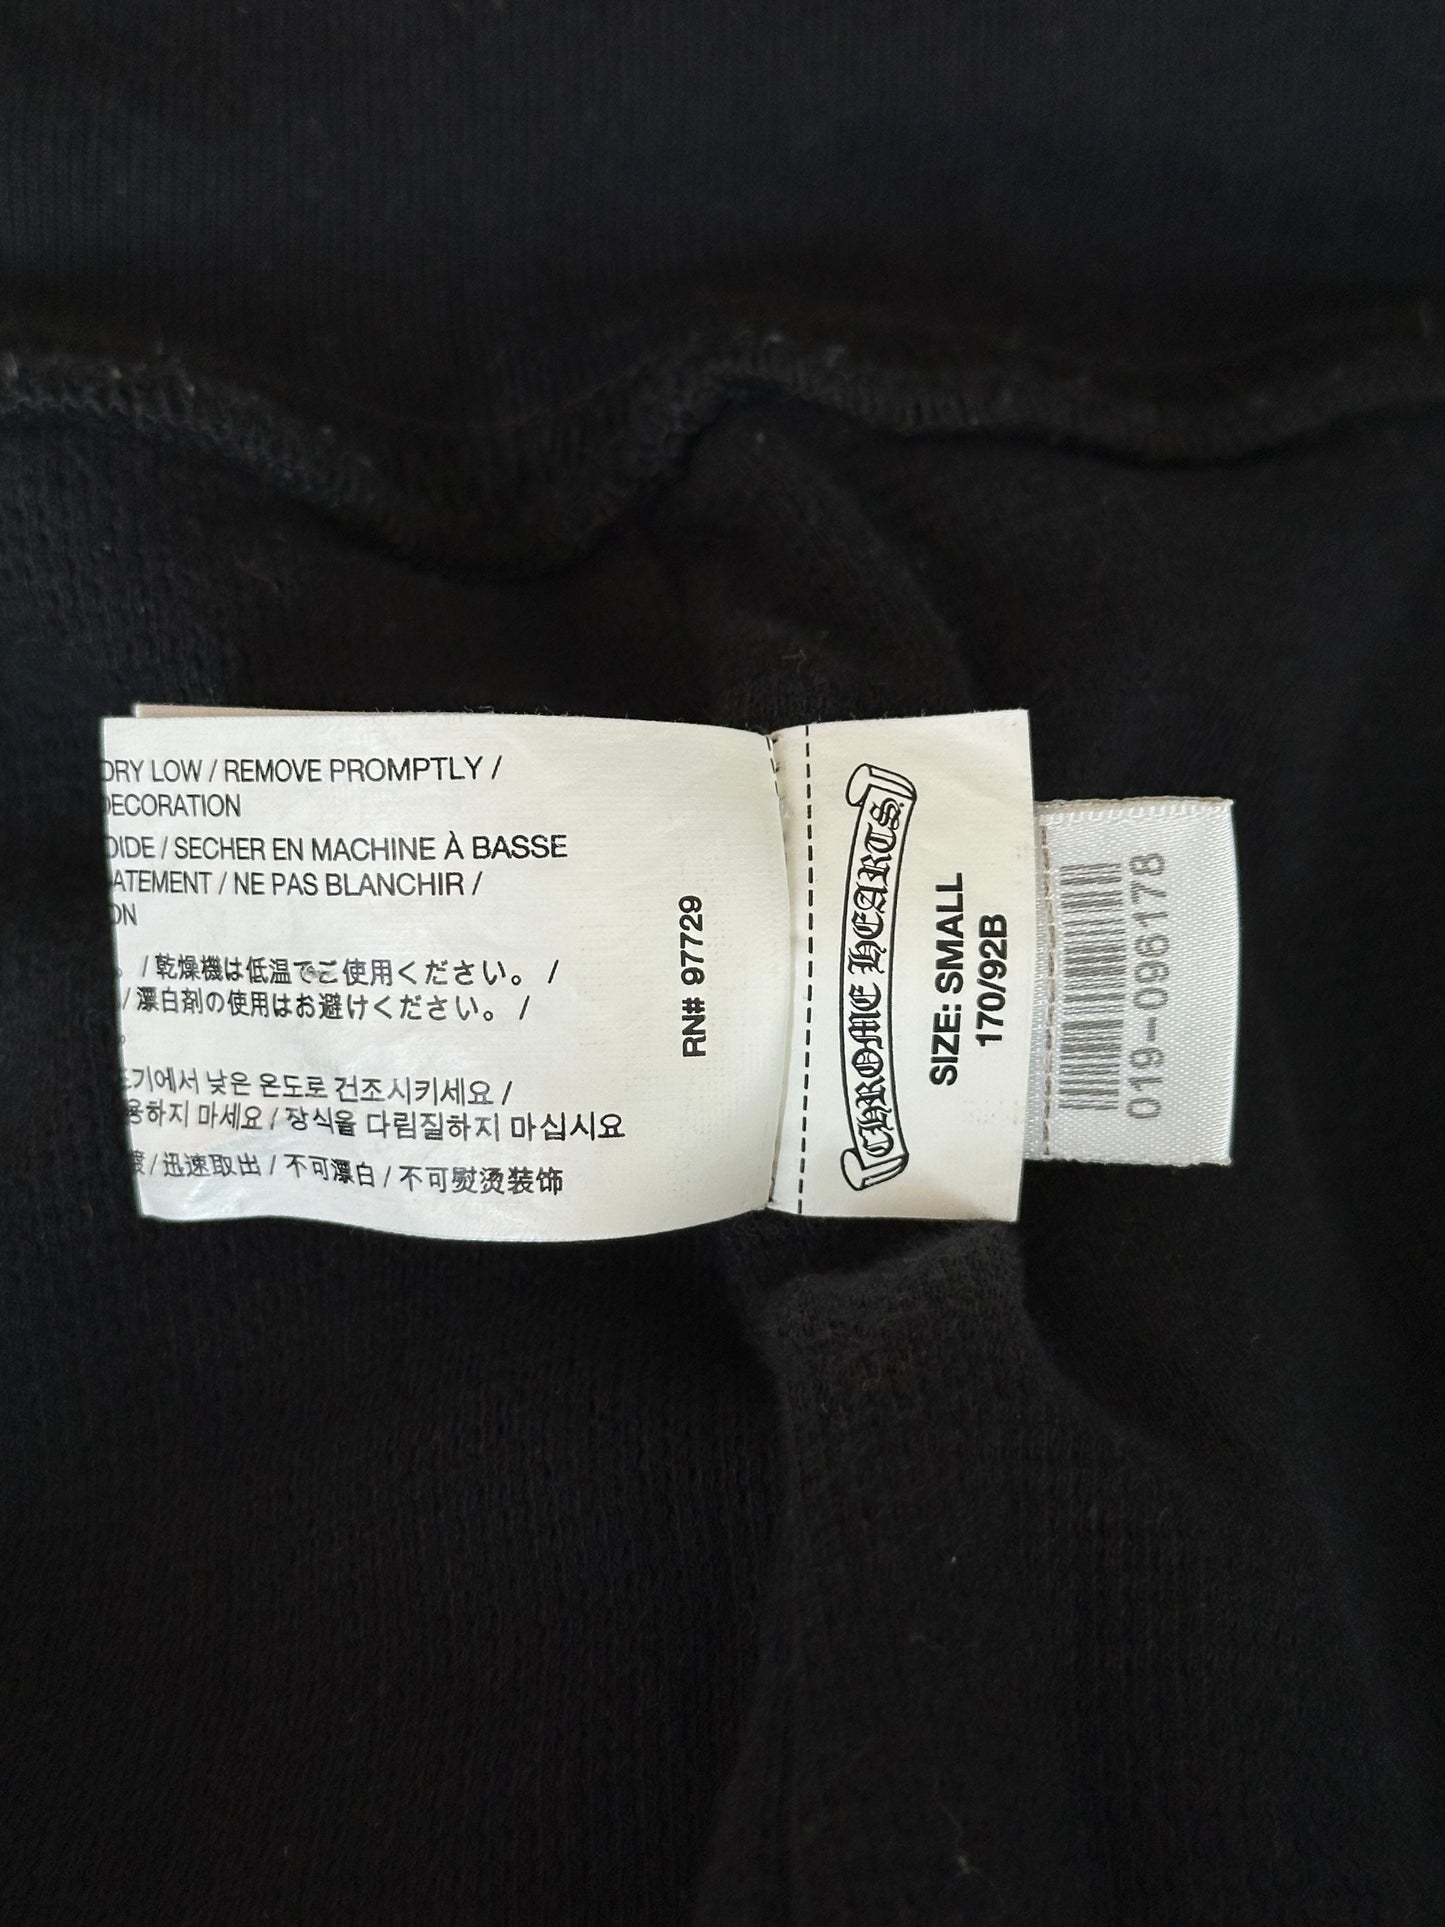 DRY LOW / REMOVE PROMPTLY /
DECORATION
OIDE / SECHER EN MACHINE À BASSE
ATEMENT / NE PAS BLANCHIR /
ON
/ 乾燥機は低温でご使用ください。 /
/ 漂白剤の使用はお避けください。 /
기에서 낮은 온도로 건조시키세요 /
용하지 마세요 / 장식을 다림질하지 마십시요
/ 迅速取出 / 不可漂白 / 不可熨烫装饰
RN# 97729
CHROME HEARTS
SIZE: SMALL
170/92B
019-096178